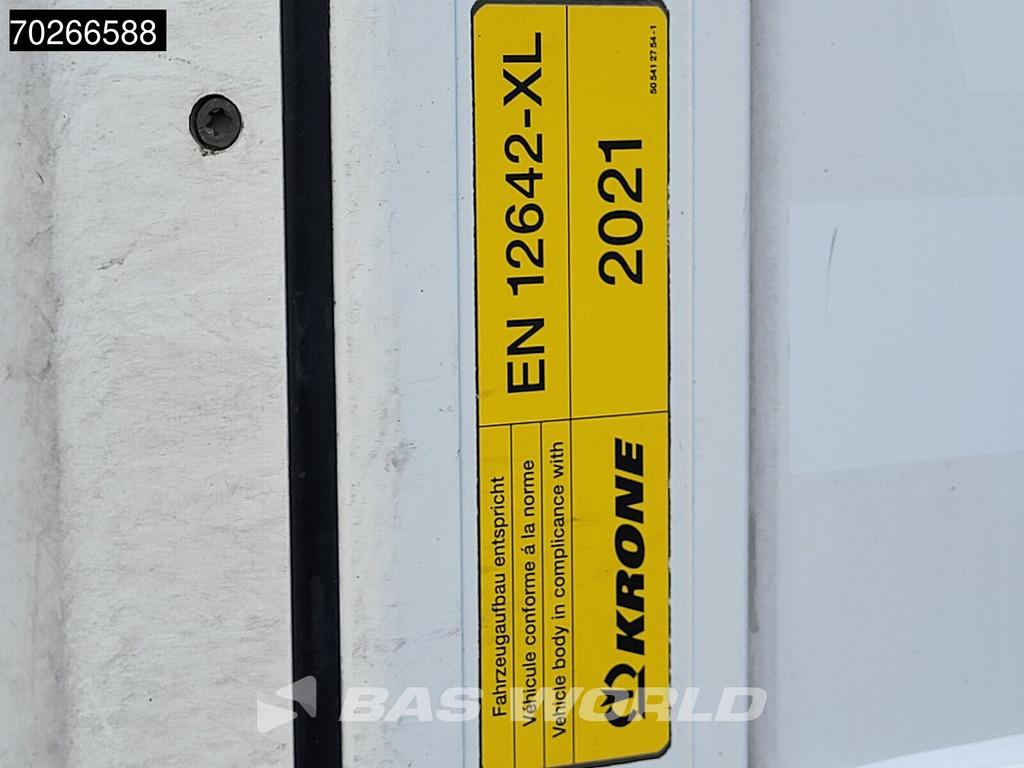 70266588
Fahrzeugaufbau entspricht
Véhicule conforme á la norme
Vehicle body in complicance with
EN 12642-XL
KRONE
2021
50 541 27 54-1
BAS WORLD